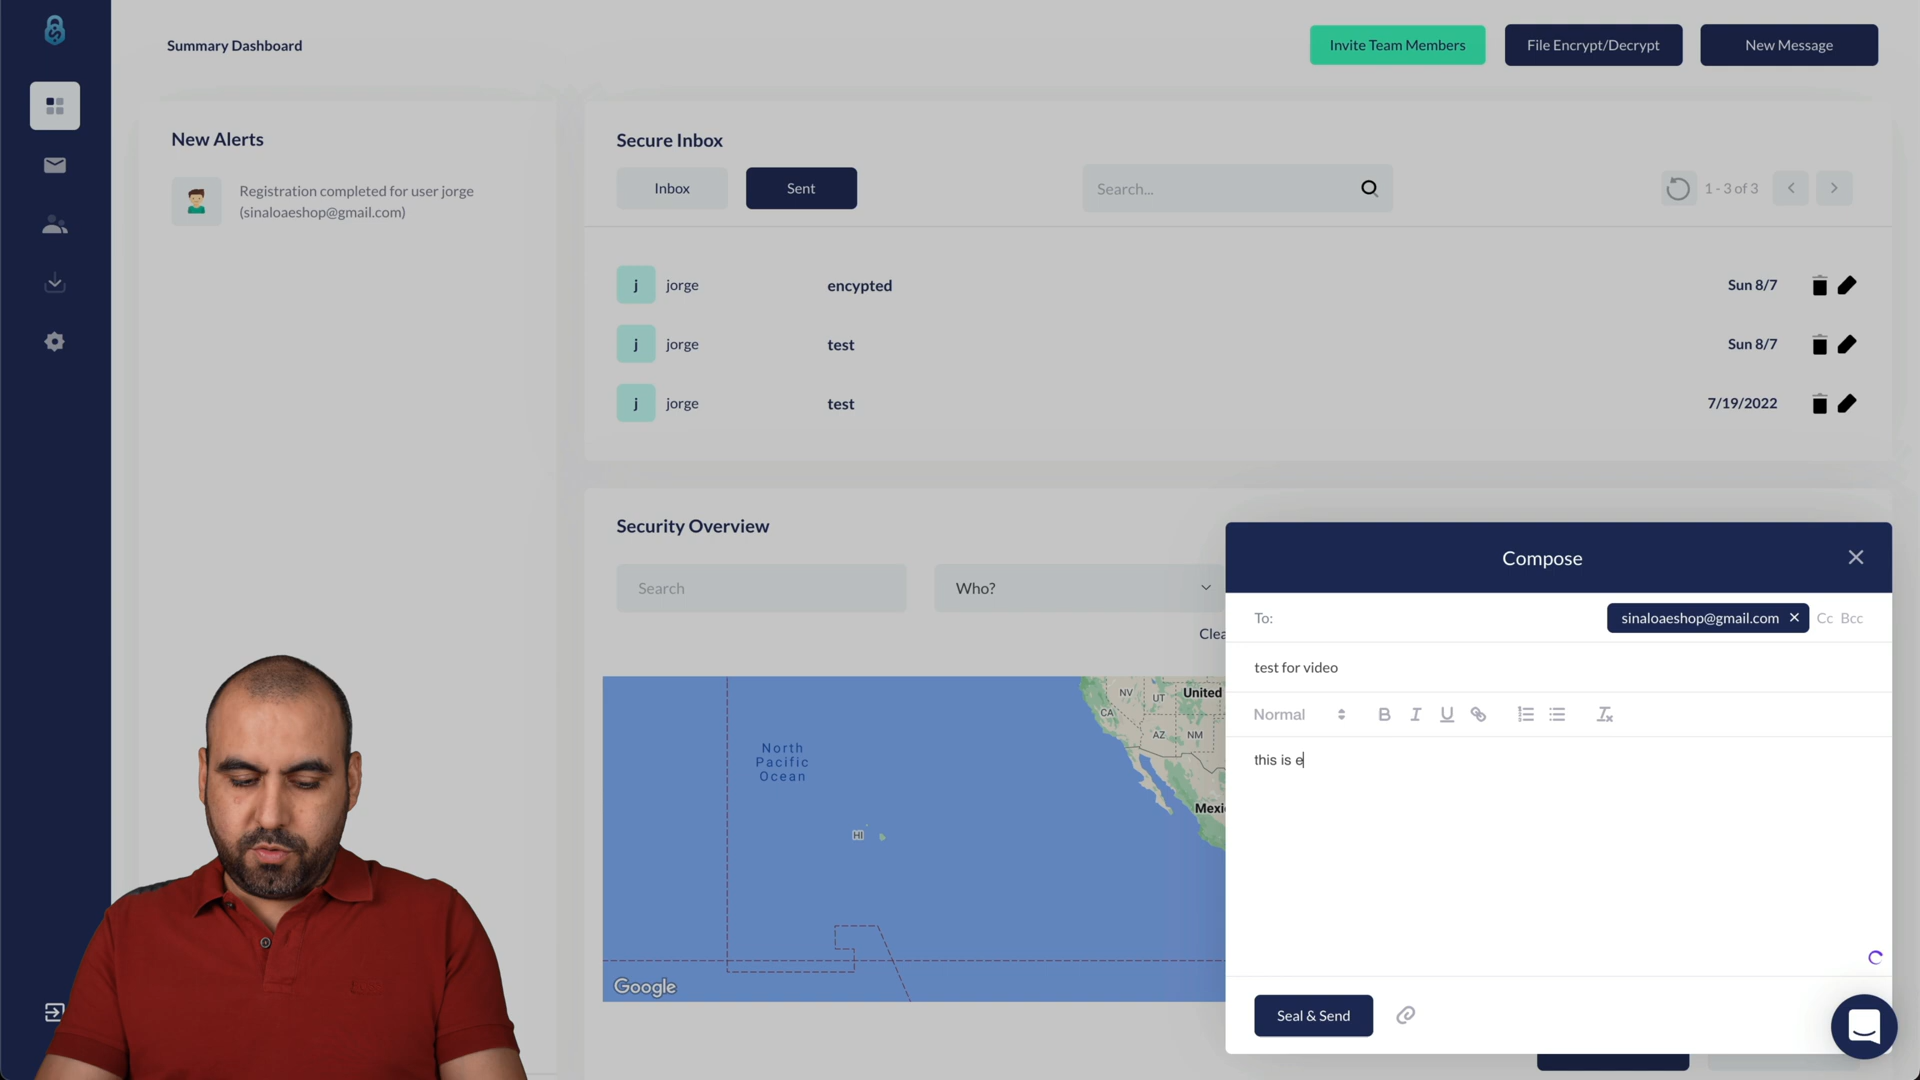 Summary Dashboard
Invite Team Members
File Encrypt/Decrypt
New Message
New Alerts
Registration completed for user jorge
(sinaloaeshop@gmail.com)
Secure Inbox
Inbox
Sent
Search...
1 - 3 of 3
j jorge encypted Sun 8/7
j jorge test Sun 8/7
j jorge test 7/19/2022
Security Overview
Search
Who?
Clea
North
Pacific
Ocean
HI
NV
UT
United
CA
AZ
NM
Mexi
Google
Compose
To:
sinaloaeshop@gmail.com
Cc Bcc
test for video
Normal
this is e
Seal & Send